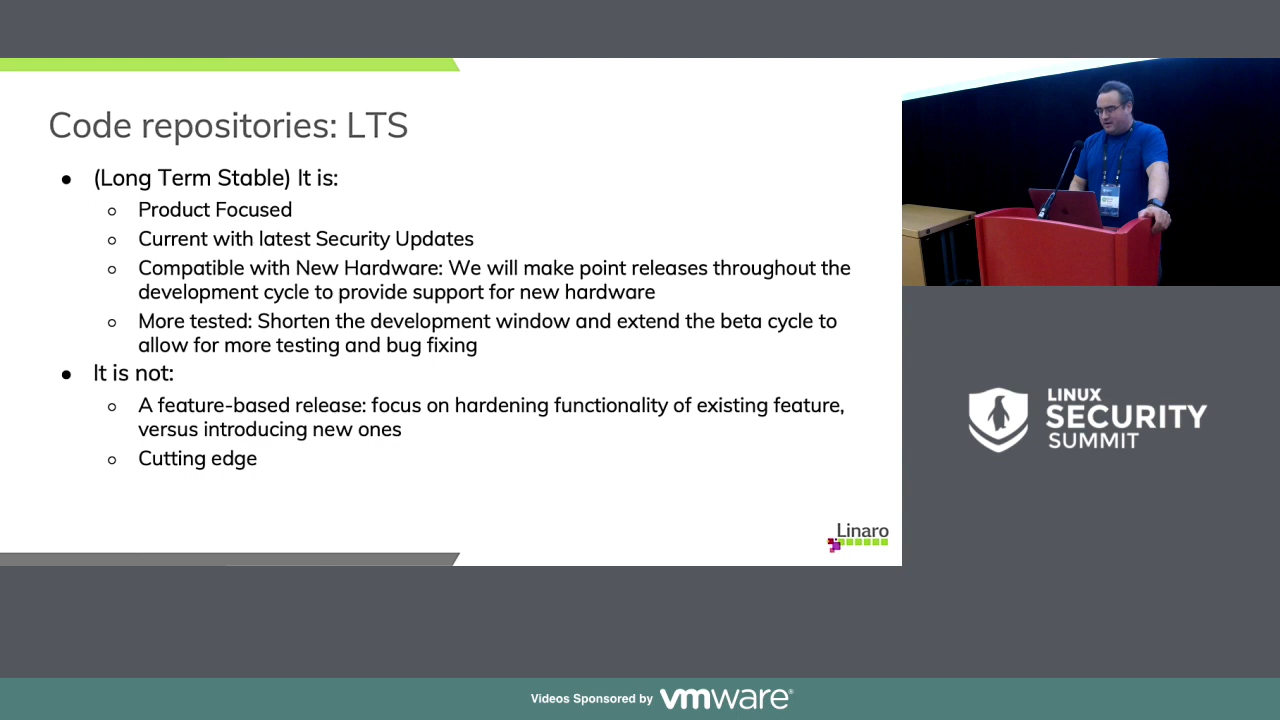 Code repositories: LTS
● (Long Term Stable) It is:
○ Product Focused
○ Current with latest Security Updates
○ Compatible with New Hardware: We will make point releases throughout the
development cycle to provide support for new hardware
○ More tested: Shorten the development window and extend the beta cycle to
allow for more testing and bug fixing
● It is not:
○ A feature-based release: focus on hardening functionality of existing feature,
versus introducing new ones
○ Cutting edge
Linaro
LINUX
SECURITY
SUMMIT
Videos Sponsored by vmware®